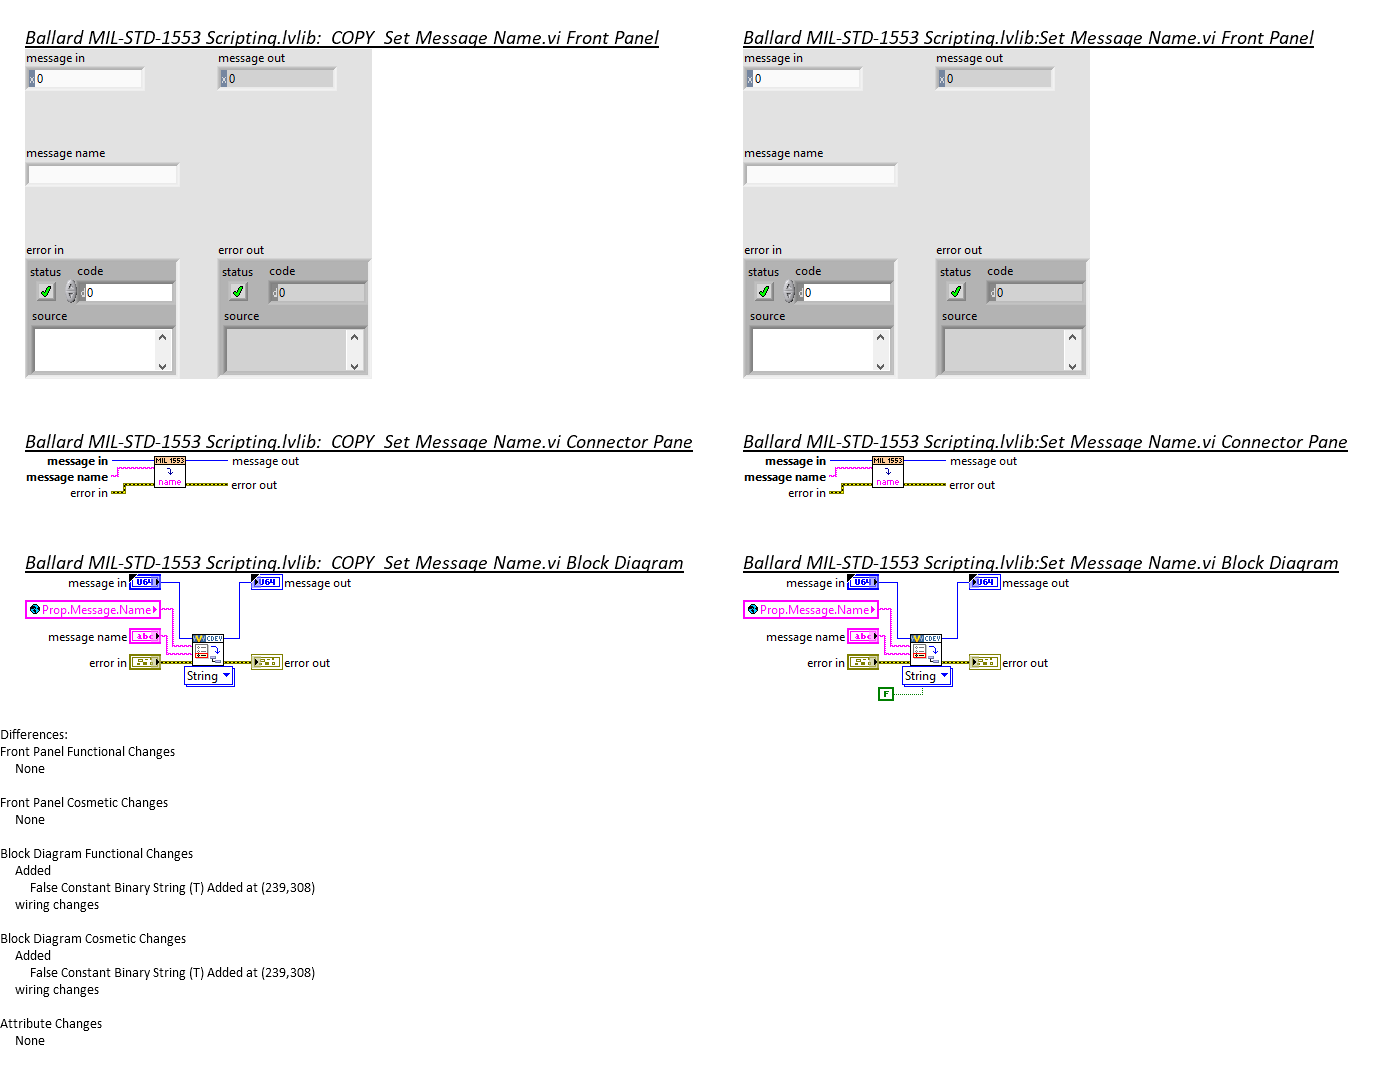 Ballard MIL-STD-1553 Scripting.lvlib:_COPY_Set Message Name.vi Front Panel
message in
message out
x 0
x 0
message name
error in
error out
status
code
status
code
d 0
d 0
source
source
Ballard MIL-STD-1553 Scripting.lvlib:Set Message Name.vi Front Panel
message in
message out
x 0
x 0
message name
error in
error out
status
code
status
code
d 0
d 0
source
source
Ballard MIL-STD-1553 Scripting.lvlib:_COPY_Set Message Name.vi Connector Pane
message in
message out
message name
error in
error out
MIL 1553
name
Ballard MIL-STD-1553 Scripting.lvlib:Set Message Name.vi Connector Pane
message in
message out
message name
error in
error out
MIL 1553
name
Ballard MIL-STD-1553 Scripting.lvlib:_COPY_Set Message Name.vi Block Diagram
message in
U64
U64
message out
Prop.Message.Name
message name
abc
CDEV
error in
error out
String
Ballard MIL-STD-1553 Scripting.lvlib:Set Message Name.vi Block Diagram
message in
U64
U64
message out
Prop.Message.Name
message name
abc
CDEV
error in
error out
String
F
Differences:
Front Panel Functional Changes
None
Front Panel Cosmetic Changes
None
Block Diagram Functional Changes
Added
False Constant Binary String (T) Added at (239,308)
wiring changes
Block Diagram Cosmetic Changes
Added
False Constant Binary String (T) Added at (239,308)
wiring changes
Attribute Changes
None